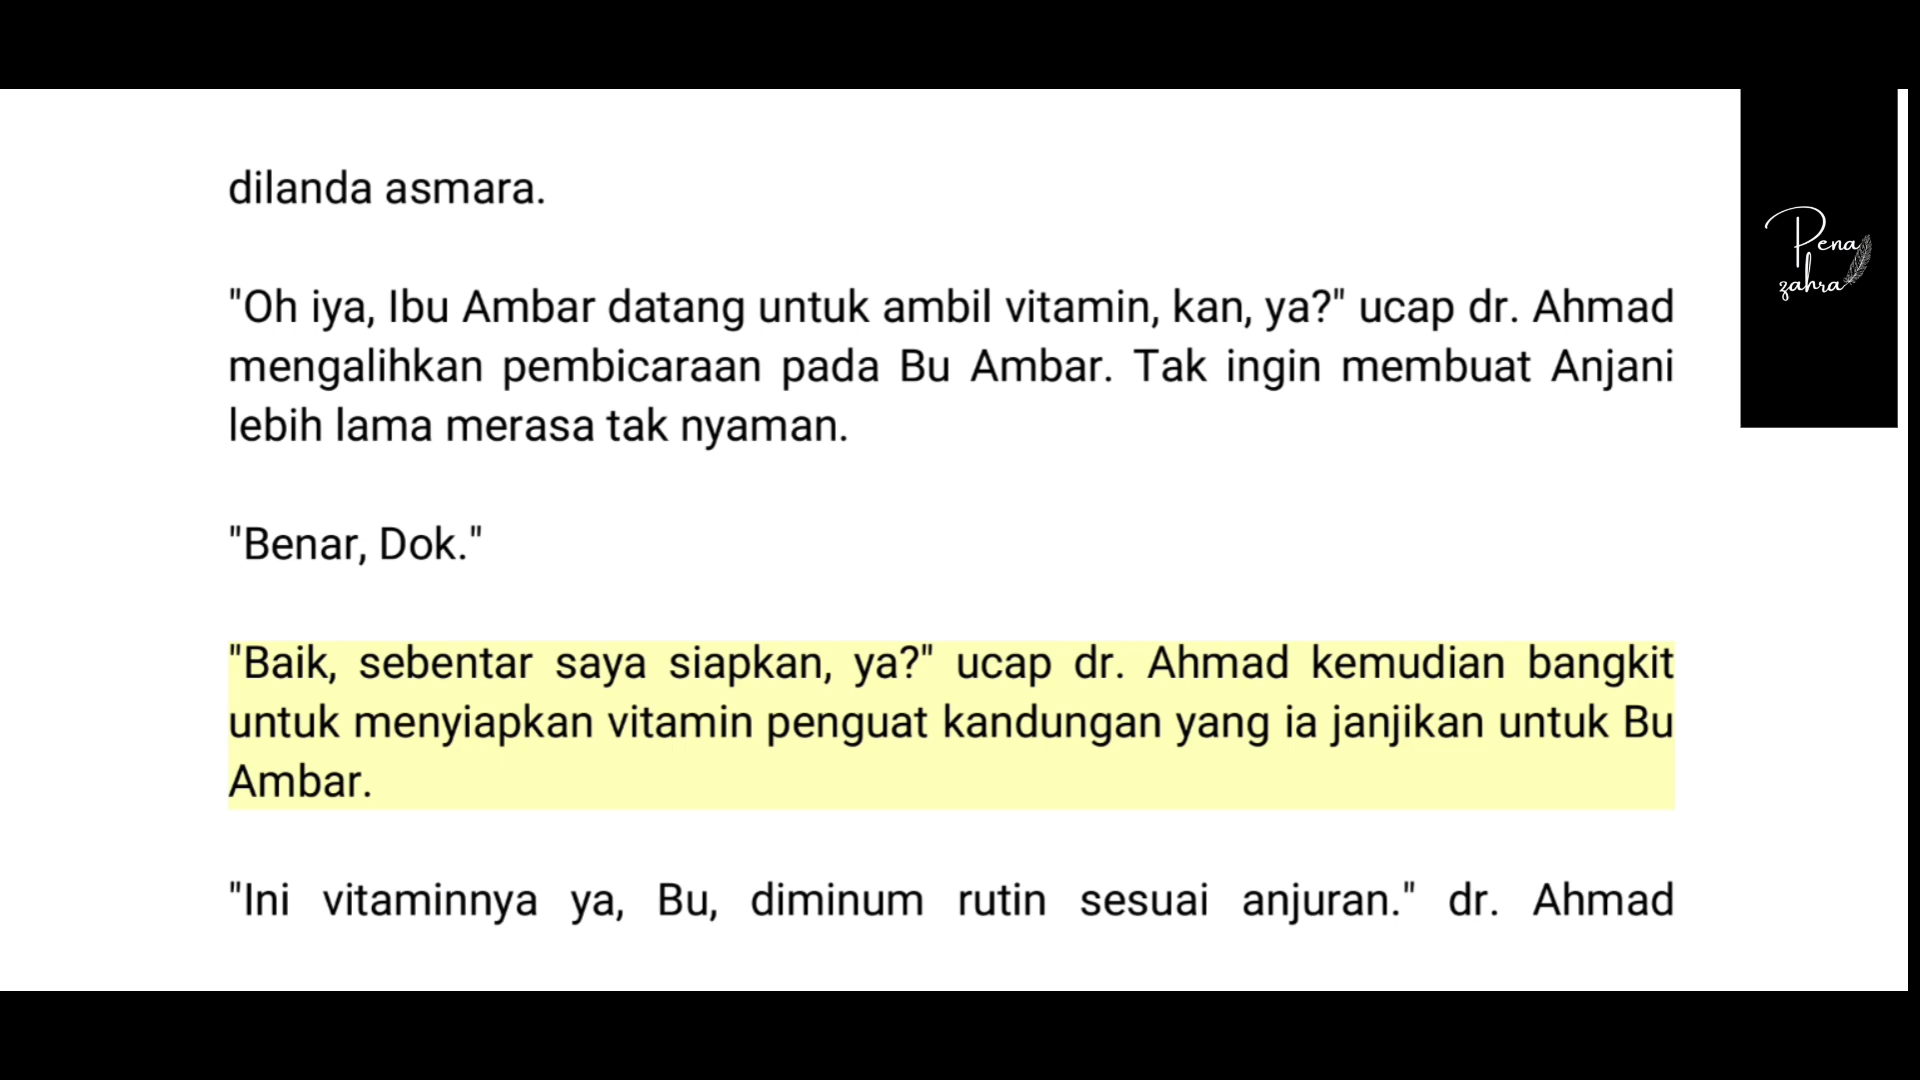 dilanda asmara.
"Oh iya, Ibu Ambar datang untuk ambil vitamin, kan, ya?" ucap dr. Ahmad
mengalihkan pembicaraan pada Bu Ambar. Tak ingin membuat Anjani
lebih lama merasa tak nyaman.
"Benar, Dok."
"Baik, sebentar saya siapkan, ya?" ucap dr. Ahmad kemudian bangkit
untuk menyiapkan vitamin penguat kandungan yang ia janjikan untuk Bu
Ambar.
"Ini vitaminnya ya, Bu, diminum rutin sesuai anjuran." dr. Ahmad
Pena
zahra